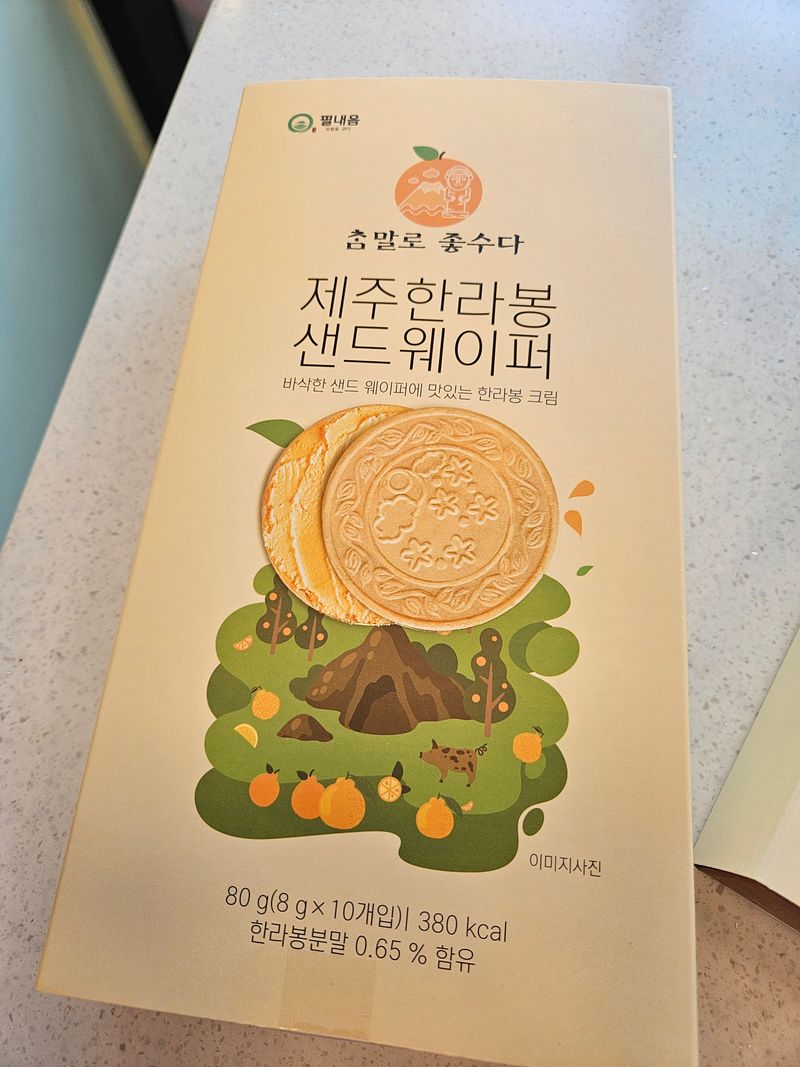 필내음
참말로 좋수다
제주한라봉
샌드웨이퍼
바삭한 샌드 웨이퍼에 맛있는 한라봉 크림
이미지사진
80 g(8 g×10개입)| 380 kcal
한라봉분말 0.65 % 함유